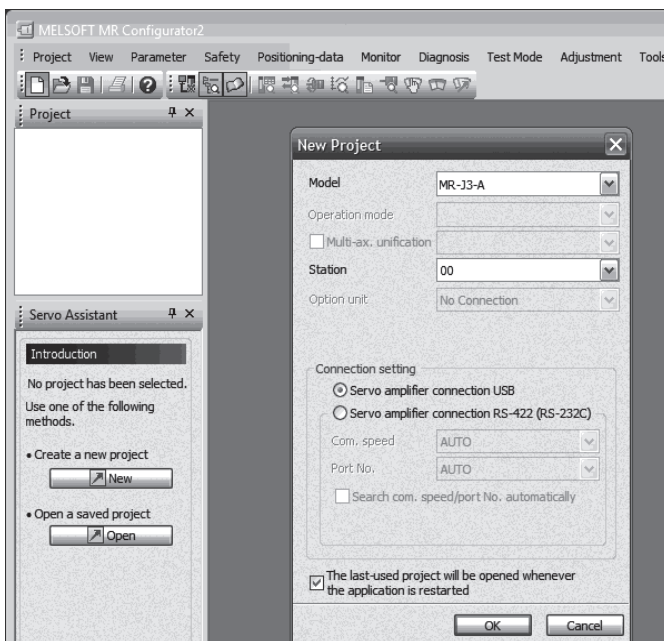 MELSOFT MR Configurator2
Project View Parameter Safety Positioning-data Monitor Diagnosis Test Mode Adjustment Tools
Project
New Project
Model
MR-J3-A
Operation mode
Multi-ax. unification
Station
00
Option unit
No Connection
Servo Assistant
Introduction
No project has been selected.
Use one of the following
methods.
• Create a new project
New
• Open a saved project
Open
Connection setting
Servo amplifier connection USB
Servo amplifier connection RS-422 (RS-232C)
Com. speed
AUTO
Port No.
AUTO
Search com. speed/port No. automatically
The last-used project will be opened whenever
the application is restarted
OK
Cancel